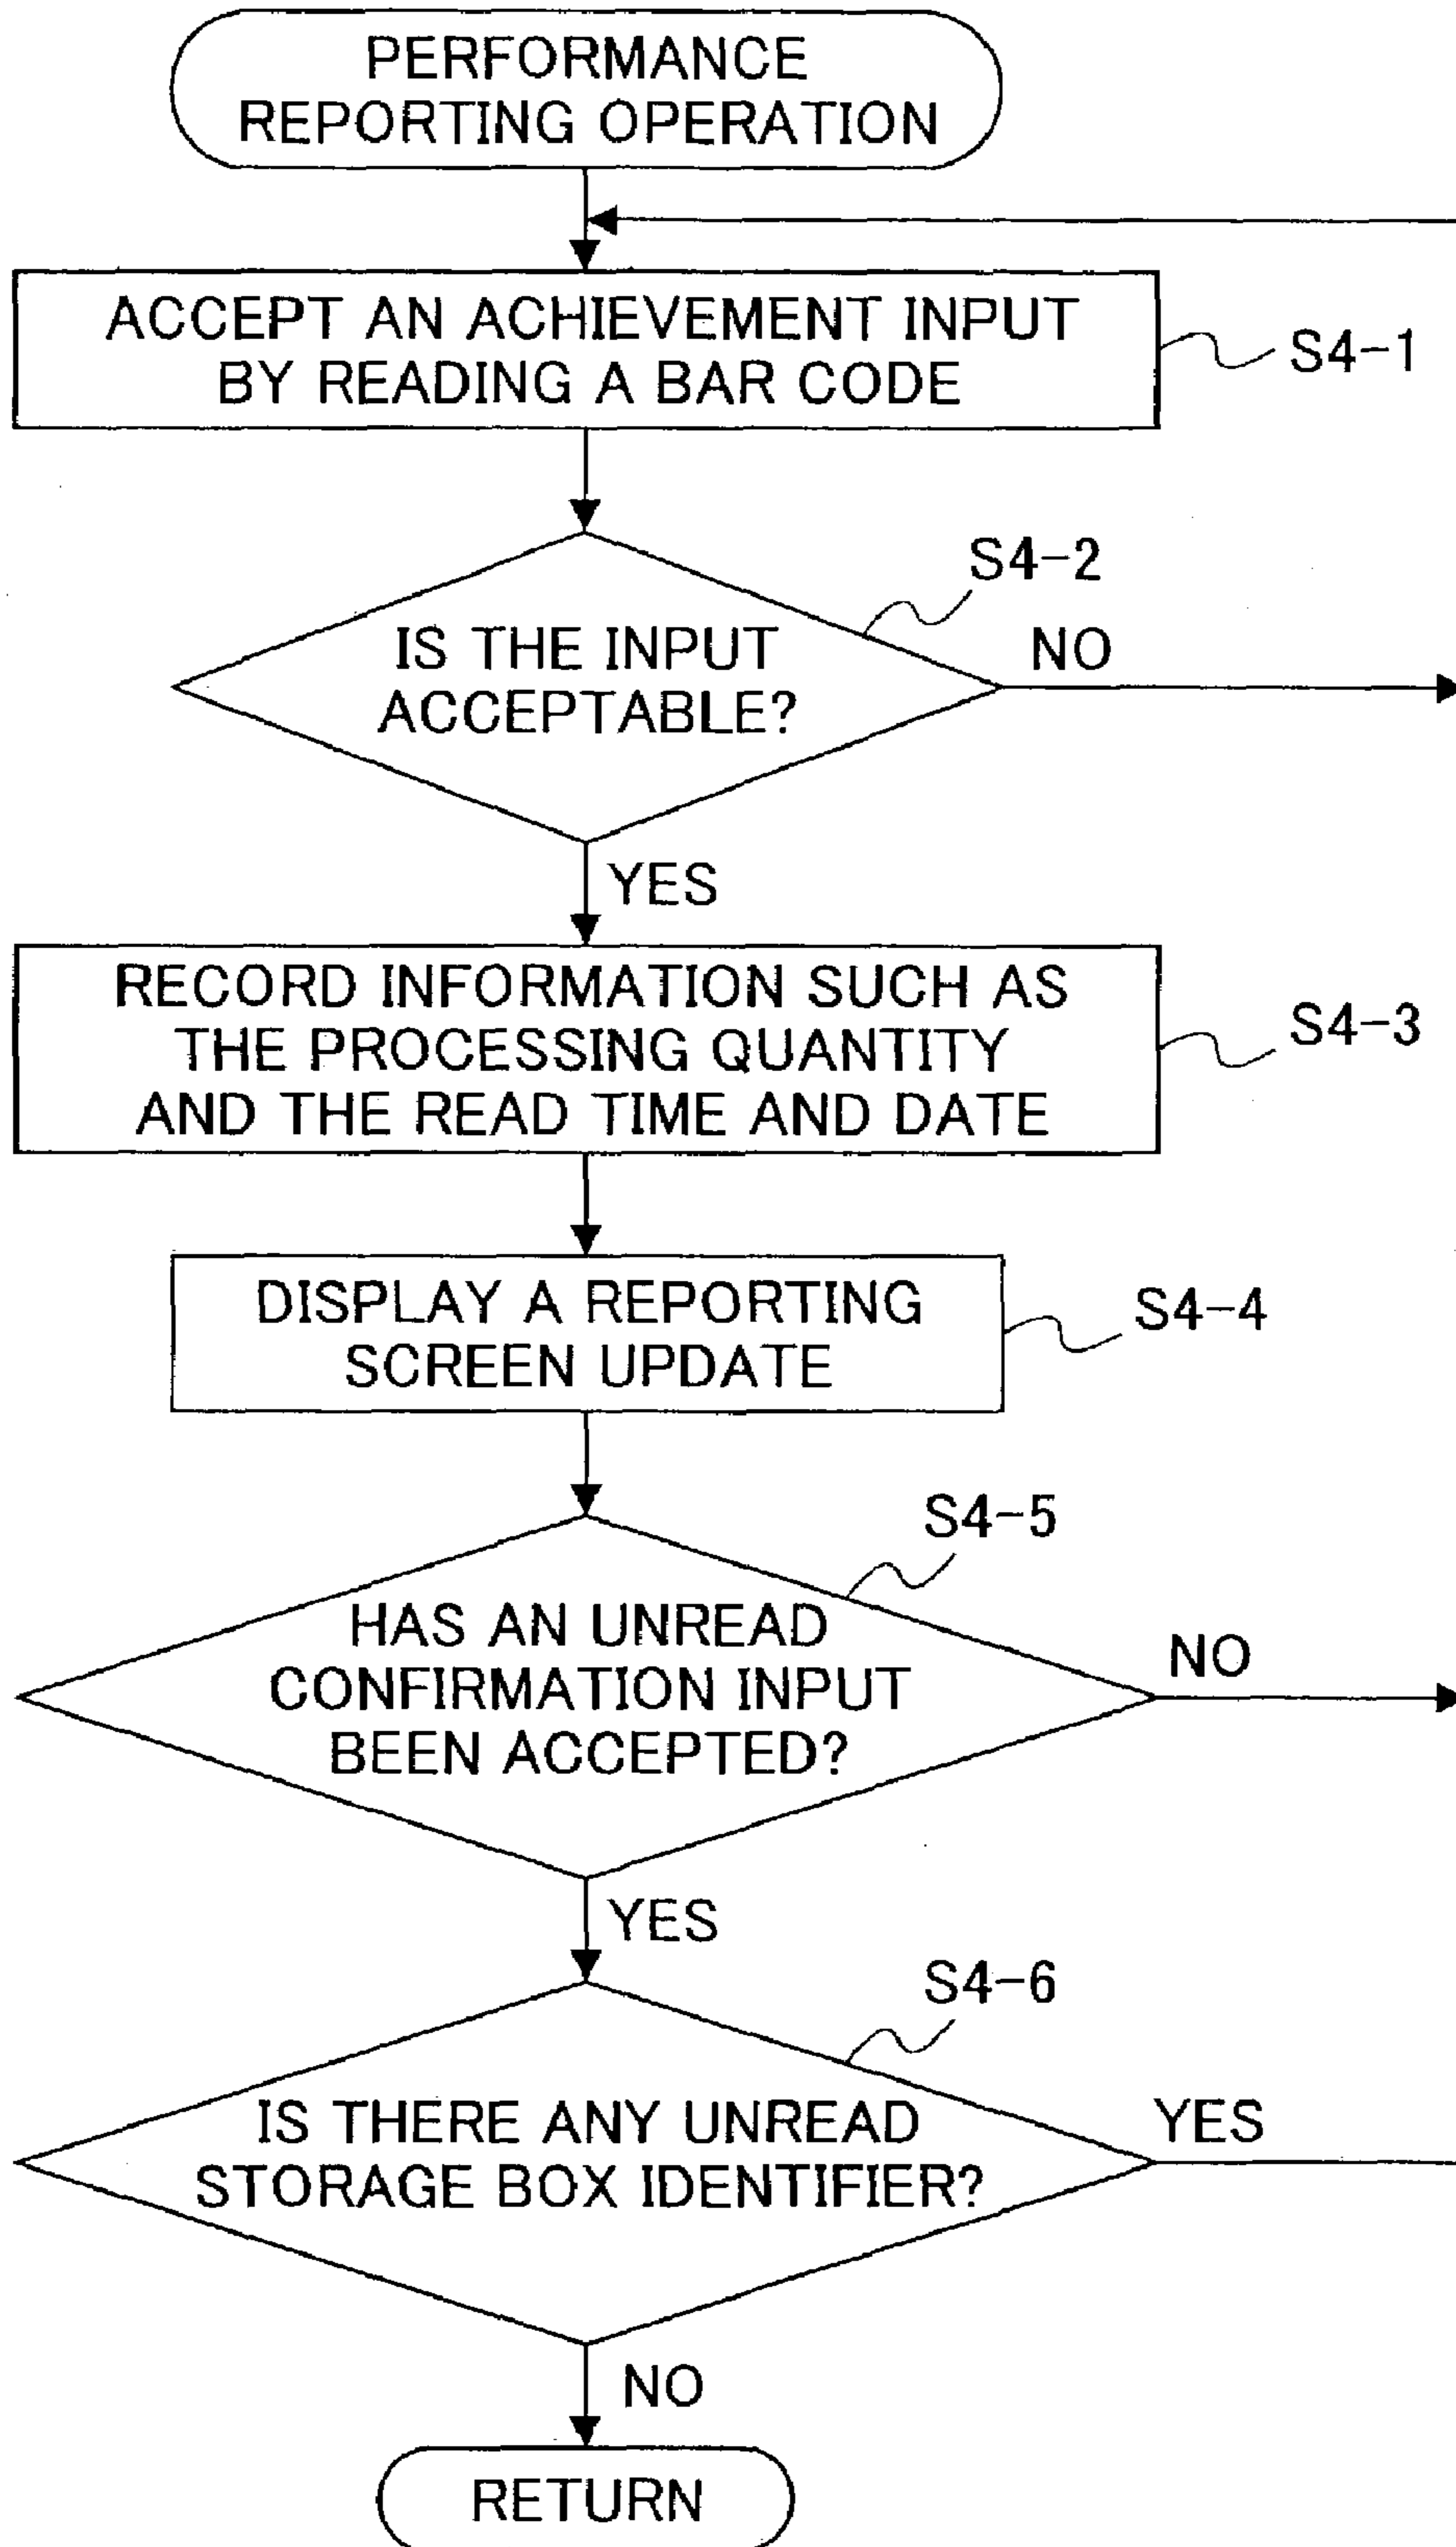 PERFORMANCE
REPORTING OPERATION
ACCEPT AN ACHIEVEMENT INPUT
BY READING A BAR CODE
S4-1
S4-2
IS THE INPUT
ACCEPTABLE?
NO
YES
RECORD INFORMATION SUCH AS
THE PROCESSING QUANTITY
AND THE READ TIME AND DATE
S4-3
DISPLAY A REPORTING
SCREEN UPDATE
S4-4
S4-5
HAS AN UNREAD
CONFIRMATION INPUT
BEEN ACCEPTED?
NO
YES
S4-6
IS THERE ANY UNREAD
STORAGE BOX IDENTIFIER?
YES
NO
RETURN